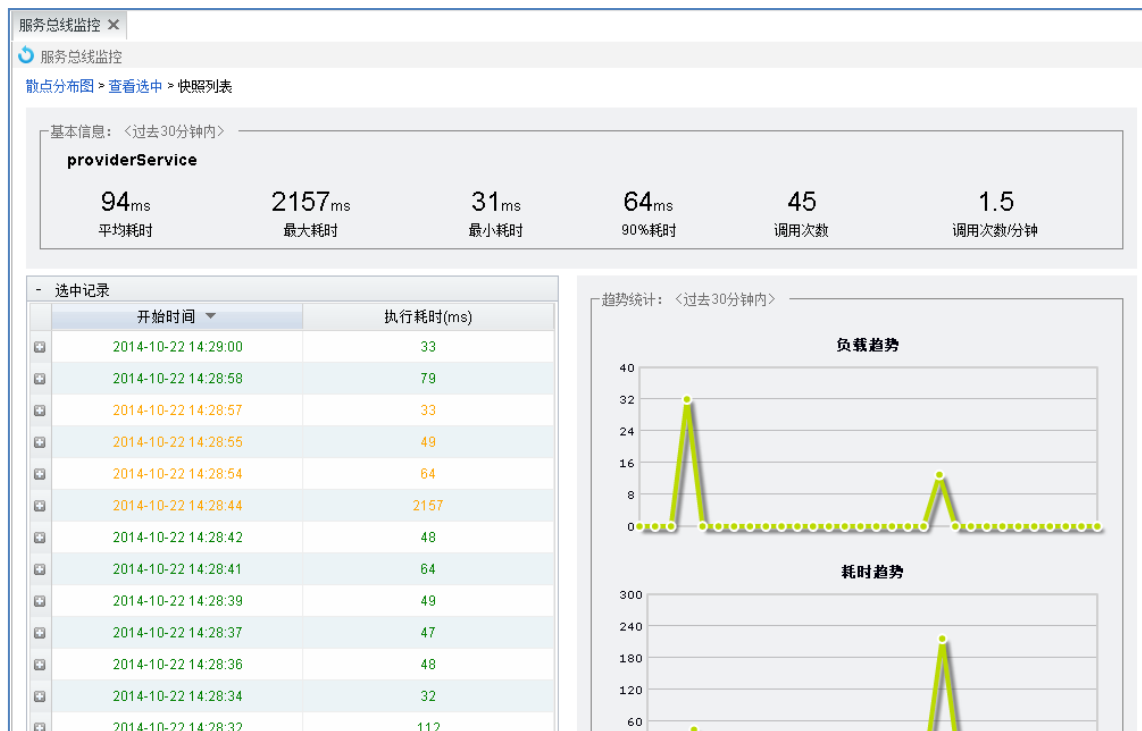 服务总线监控
服务总线监控
散点分布图 > 查看选中 > 快照列表
基本信息：〈过去30分钟内〉
providerService
94ms 2157ms 31ms 64ms 45 1.5
平均耗时 最大耗时 最小耗时 90%耗时 调用次数 调用次数/分钟
- 选中记录
开始时间 执行耗时(ms)
2014-10-22 14:29:00 33
2014-10-22 14:28:58 79
2014-10-22 14:28:57 33
2014-10-22 14:28:55 49
2014-10-22 14:28:54 64
2014-10-22 14:28:44 2157
2014-10-22 14:28:42 48
2014-10-22 14:28:41 64
2014-10-22 14:28:39 49
2014-10-22 14:28:37 47
2014-10-22 14:28:36 48
2014-10-22 14:28:34 32
2014-10-22 14:28:32 112
趋势统计：〈过去30分钟内〉
负载趋势
40
32
24
16
8
0
耗时趋势
300
240
180
120
60